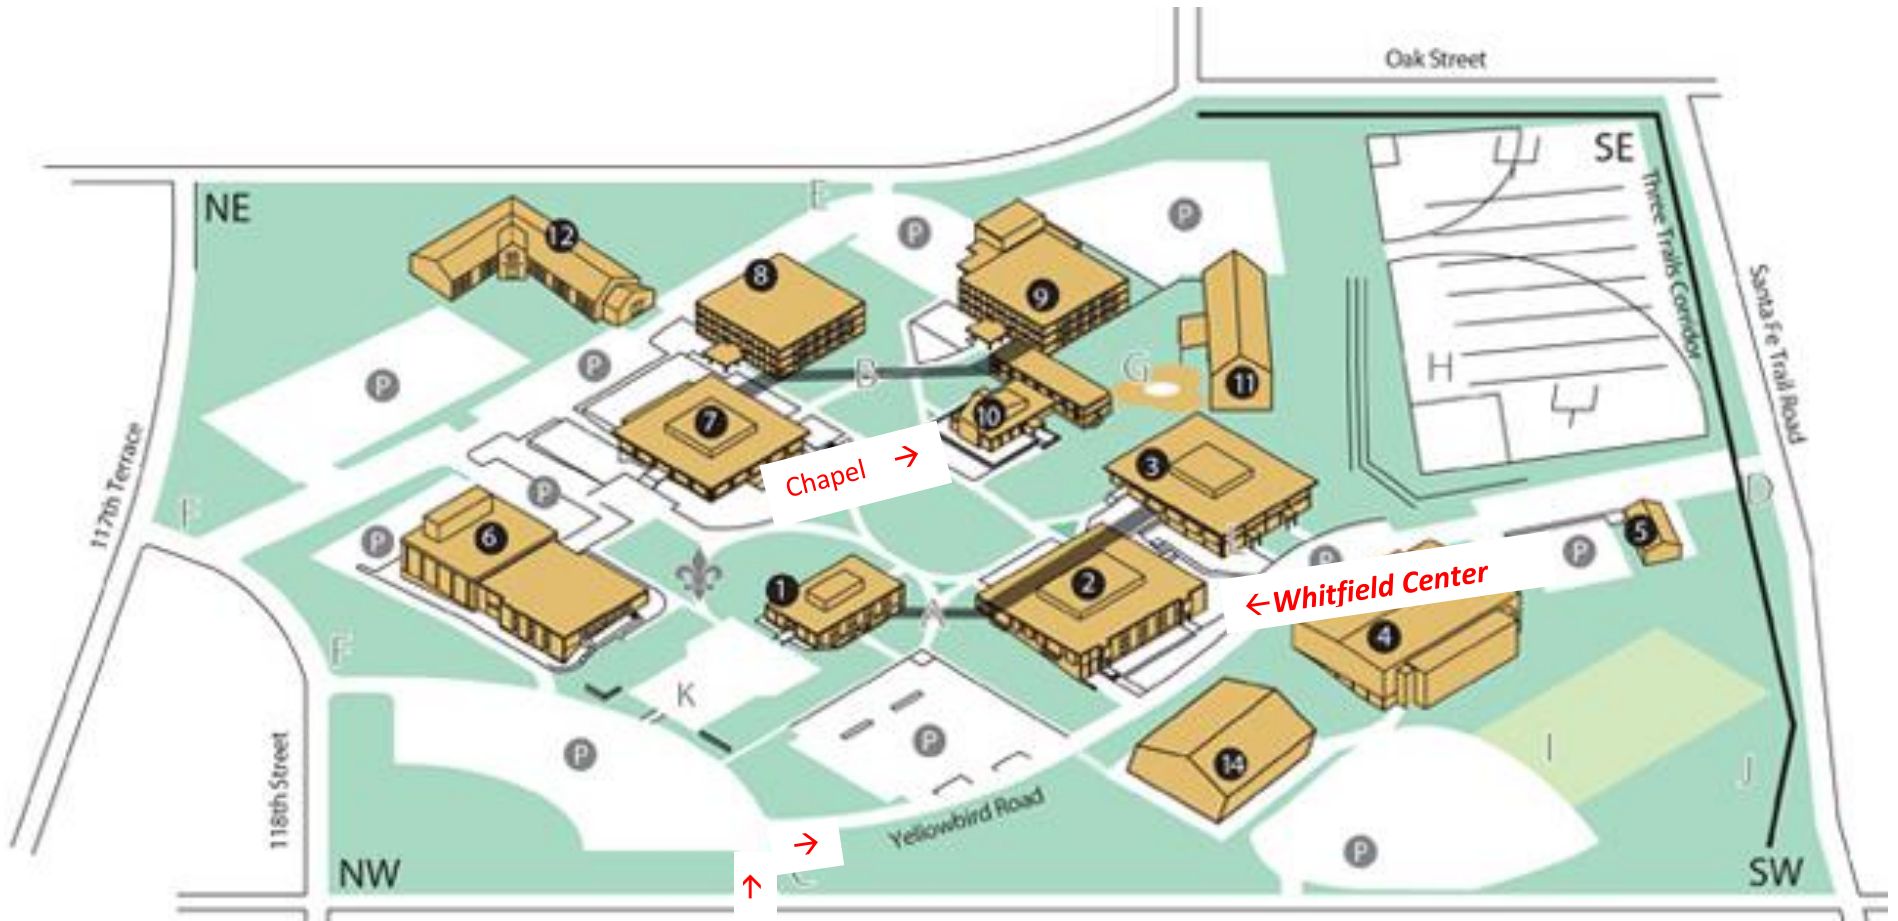 Oak Street
SE
Three Trails Corridor
Santa Fe Trail Road
NE
E
P
P
12
8
9
G
H
11
B
10
7
P
P
Chapel →
3
117th Terrace
F
P
P
6
D
5
P
P
E
←Whitfield Center
1
2
A
4
F
K
P
P
14
I
J
118th Street
Yellowbird Road
→
P
NW
↑
C
SW